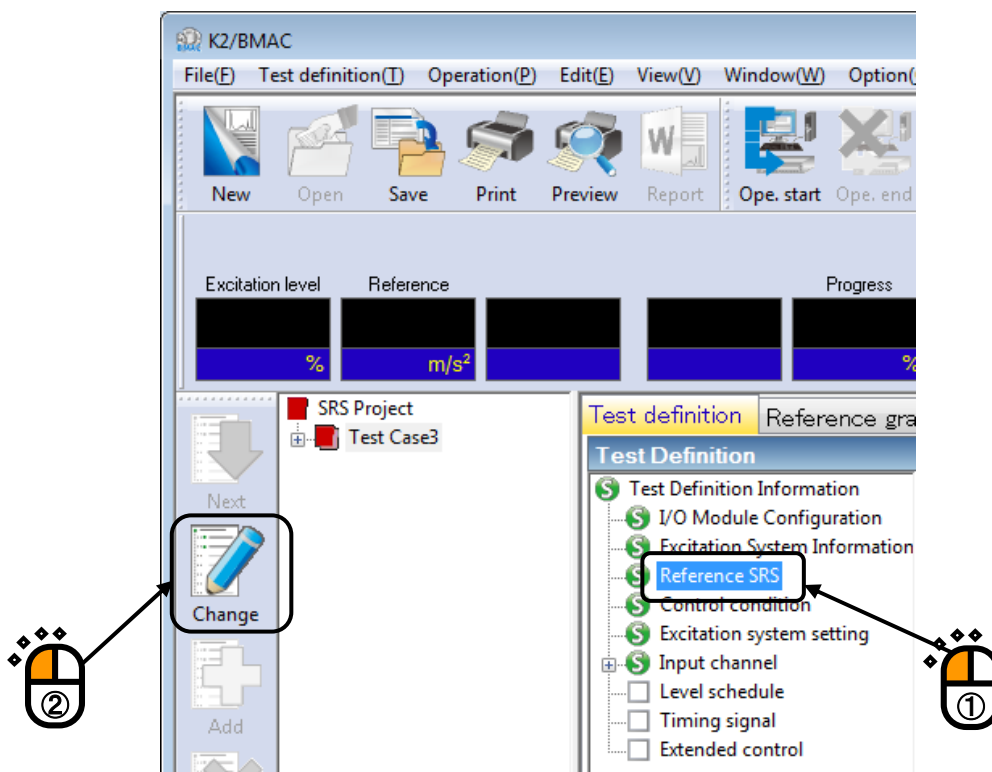 K2/BMAC
File(F) Test definition(T) Operation(P) Edit(E) View(V) Window(W) Option(
New Open Save Print Preview Report Ope. start Ope. end
Excitation level Reference Progress
% m/s² %
SRS Project
Test Case3
Next
Change
Add
②
Test definition Reference gra
Test Definition
Test Definition Information
I/O Module Configuration
Excitation System Information
Reference SRS
Control condition
Excitation system setting
Input channel
Level schedule
Timing signal
Extended control
①